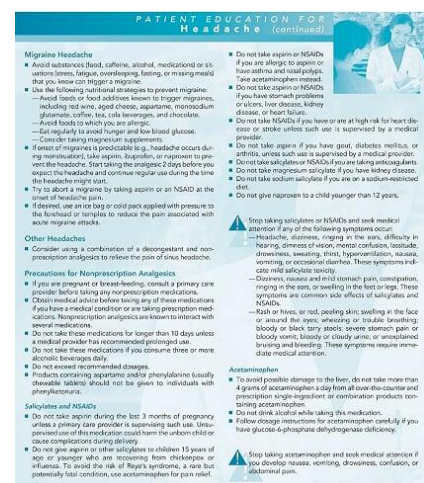 PATIENT EDUCATION FOR
Headache (continued)
Migraine Headache
■ Avoid substances (food, caffeine, alcohol, medications) or sit-
uations (stress, fatigue, oversleeping, fasting, or missing meals)
that you know can trigger a migraine.
■ Use the following nutritional strategies to prevent migraine:
—Avoid foods or food additives known to trigger migraines,
including red wine, aged cheese, aspartame, monosodium
glutamate, coffee, tea, cola beverages, and chocolate.
—Avoid foods to which you are allergic.
—Eat regularly to avoid hunger and low blood glucose.
—Consider taking magnesium supplements.
■ If onset of migraines is predictable (e.g., headache occurs dur-
ing menstruation), take aspirin, ibuprofen, or naproxen to pre-
vent the headache. Start taking the analgesic 2 days before you
expect the headache and continue regular use during the time
the headache might start.
■ Try to abort a migraine by taking aspirin or an NSAID at the
onset of headache pain.
■ If desired, use an ice bag or cold pack applied with pressure to
the forehead or temples to reduce the pain associated with
acute migraine attacks.
Other Headaches
■ Consider using a combination of a decongestant and non-
prescription analgesics to relieve the pain of sinus headache.
Precautions for Nonprescription Analgesics
■ If you are pregnant or breast-feeding, consult a primary care
provider before taking any nonprescription medications.
■ Obtain medical advice before taking any of these medications
if you have a medical condition or are taking prescription med-
ications. Nonprescription analgesics are known to interact with
several medications.
■ Do not take these medications for longer than 10 days unless
a medical provider has recommended prolonged use.
■ Do not take these medications if you consume three or more
alcoholic beverages daily.
■ Do not exceed recommended dosages.
■ Products containing aspartame and/or phenylalanine (usually
chewable tablets) should not be given to individuals with
phenylketonuria.
Salicylates and NSAIDs
■ Do not take aspirin during the last 3 months of pregnancy
unless a primary care provider is supervising such use. Unsu-
pervised use of this medication could harm the unborn child or
cause complications during delivery.
■ Do not give aspirin or other salicylates to children 15 years of
age or younger who are recovering from chickenpox or
influenza. To avoid the risk of Reye's syndrome, a rare but
potentially fatal condition, use acetaminophen for pain relief.
■ Do not take aspirin or NSAIDs
if you are allergic to aspirin or
have asthma and nasal polyps.
Take acetaminophen instead.
■ Do not take aspirin or NSAIDs
if you have stomach problems
or ulcers, liver disease, kidney
disease, or heart failure.
■ Do not take NSAIDs if you have or are at high risk for heart dis-
ease or stroke unless such use is supervised by a medical
provider.
■ Do not take aspirin if you have gout, diabetes mellitus, or
arthritis, unless such use is supervised by a medical provider.
■ Do not take salicylates or NSAIDs if you are taking anticoagulants.
■ Do not take magnesium salicylate if you have kidney disease.
■ Do not take sodium salicylate if you are on a sodium-restricted
diet.
■ Do not give naproxen to a child younger than 12 years.
Stop taking salicylates or NSAIDs and seek medical
attention if any of the following symptoms occur:
—Headache, dizziness, ringing in the ears, difficulty in
hearing, dimness of vision, mental confusion, lassitude,
drowsiness, sweating, thirst, hyperventilation, nausea,
vomiting, or occasional diarrhea. These symptoms indi-
cate mild salicylate toxicity.
—Dizziness, nausea and mild stomach pain, constipation,
ringing in the ears, or swelling in the feet or legs. These
symptoms are common side effects of salicylates and
NSAIDs.
—Rash or hives, or red, peeling skin; swelling in the face
or around the eyes; wheezing or trouble breathing;
bloody or black tarry stools; severe stomach pain or
bloody vomit; bloody or cloudy urine; or unexplained
bruising and bleeding. These symptoms require imme-
diate medical attention.
Acetaminophen
■ To avoid possible damage to the liver, do not take more than
4 grams of acetaminophen a day from all over-the-counter and
prescription single-ingredient or combination products con-
taining acetaminophen.
■ Do not drink alcohol while taking this medication.
■ Follow dosage instructions for acetaminophen carefully if you
have glucose-6-phosphate dehydrogenase deficiency.
Stop taking acetaminophen and seek medical attention if
you develop nausea, vomiting, drowsiness, confusion, or
abdominal pain.